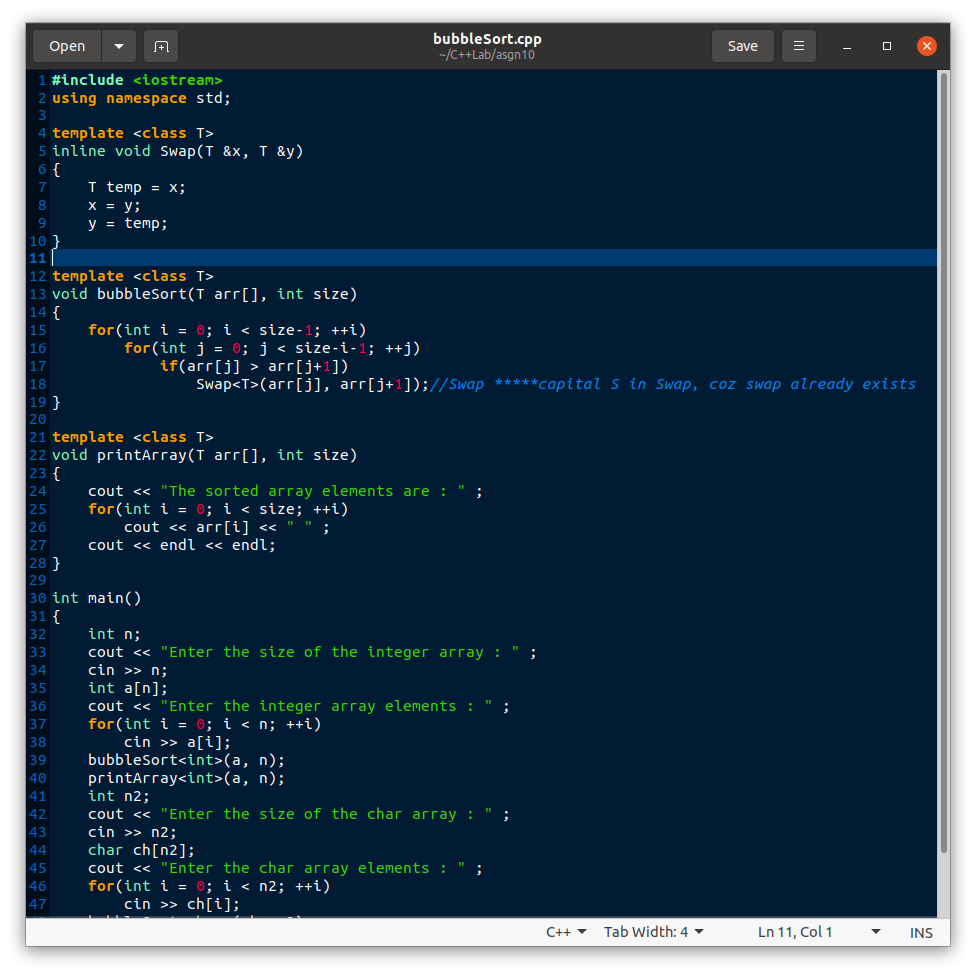 Open
bubbleSort.cpp
~/C++Lab/asgn10
Save
1 #include <iostream>
2 using namespace std;
3
4 template <class T>
5 inline void Swap(T &x, T &y)
6 {
7     T temp = x;
8     x = y;
9     y = temp;
10 }
11
12 template <class T>
13 void bubbleSort(T arr[], int size)
14 {
15     for(int i = 0; i < size-1; ++i)
16         for(int j = 0; j < size-i-1; ++j)
17             if(arr[j] > arr[j+1])
18                 Swap<T>(arr[j], arr[j+1]);//Swap *****capital S in Swap, coz swap already exists
19 }
20
21 template <class T>
22 void printArray(T arr[], int size)
23 {
24     cout << "The sorted array elements are : " ;
25     for(int i = 0; i < size; ++i)
26         cout << arr[i] << " " ;
27     cout << endl << endl;
28 }
29
30 int main()
31 {
32     int n;
33     cout << "Enter the size of the integer array : " ;
34     cin >> n;
35     int a[n];
36     cout << "Enter the integer array elements : " ;
37     for(int i = 0; i < n; ++i)
38         cin >> a[i];
39     bubbleSort<int>(a, n);
40     printArray<int>(a, n);
41     int n2;
42     cout << "Enter the size of the char array : " ;
43     cin >> n2;
44     char ch[n2];
45     cout << "Enter the char array elements : " ;
46     for(int i = 0; i < n2; ++i)
47         cin >> ch[i];
C++ Tab Width: 4 Ln 11, Col 1 INS